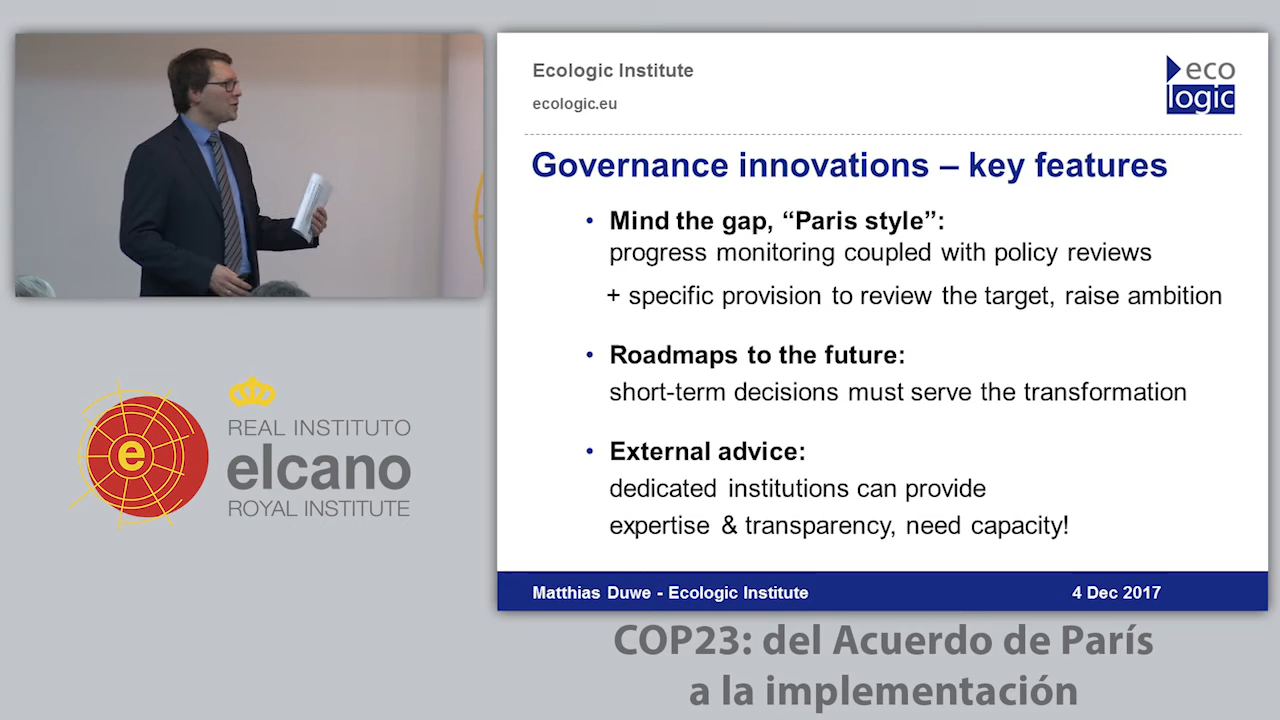 Ecologic Institute
ecologic.eu
eco
logic
Governance innovations – key features
• Mind the gap, “Paris style”:
progress monitoring coupled with policy reviews
+ specific provision to review the target, raise ambition
• Roadmaps to the future:
short-term decisions must serve the transformation
• External advice:
dedicated institutions can provide
expertise & transparency, need capacity!
Matthias Duwe - Ecologic Institute
4 Dec 2017
e
REAL INSTITUTO
elcano
ROYAL INSTITUTE
COP23: del Acuerdo de París
a la implementación